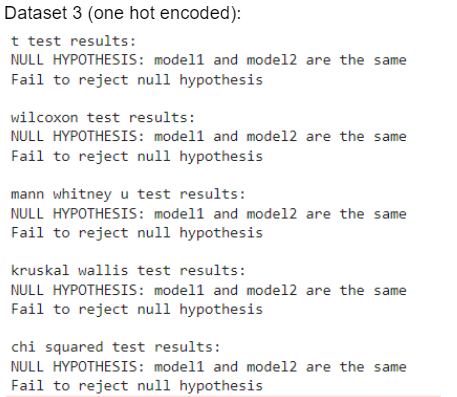 Dataset 3 (one hot encoded):
t test results:
NULL HYPOTHESIS: model1 and model2 are the same
Fail to reject null hypothesis
wilcoxon test results:
NULL HYPOTHESIS: model1 and model2 are the same
Fail to reject null hypothesis
mann whitney u test results:
NULL HYPOTHESIS: model1 and model2 are the same
Fail to reject null hypothesis
kruskal wallis test results:
NULL HYPOTHESIS: model1 and model2 are the same
Fail to reject null hypothesis
chi squared test results:
NULL HYPOTHESIS: model1 and model2 are the same
Fail to reject null hypothesis